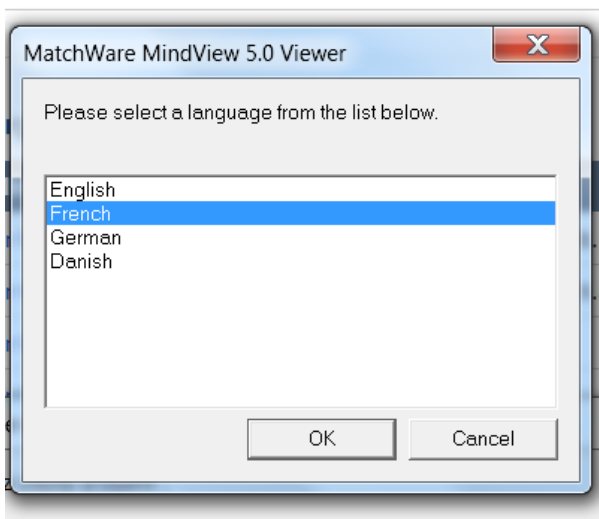 MatchWare MindView 5.0 Viewer
Please select a language from the list below.
English
French
German
Danish
OK
Cancel